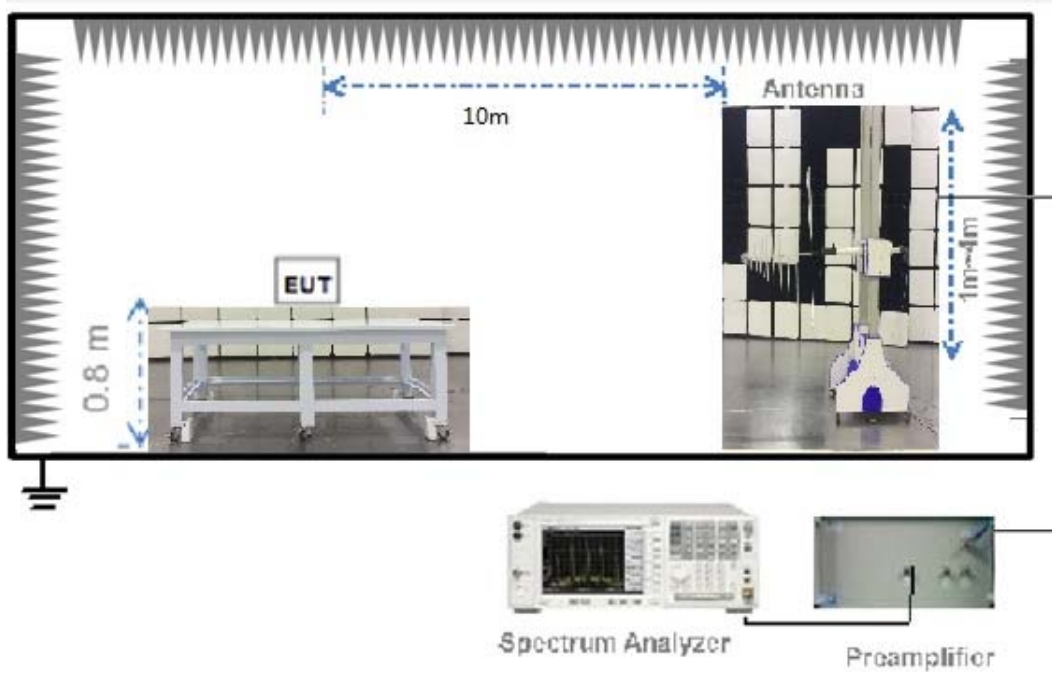 Antenna
10m
1m~4m
EUT
0.8 m
Spectrum Analyzer
Preamplifier